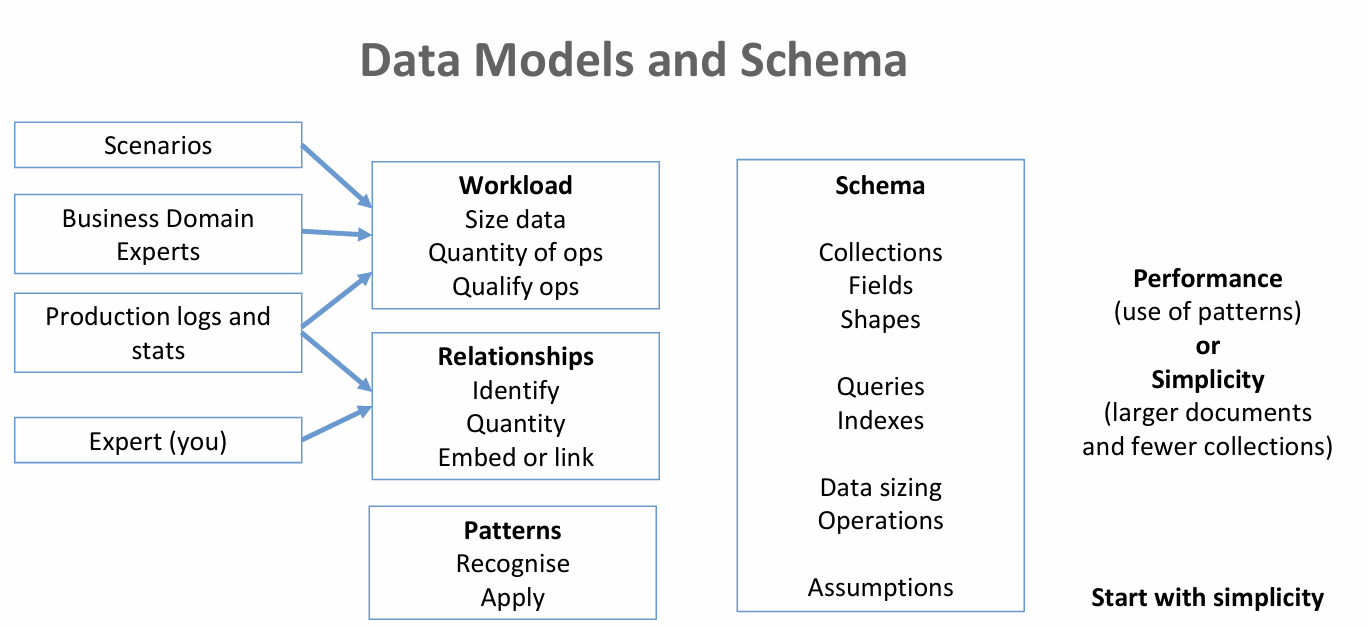 Data Models and Schema
Scenarios
Business Domain
Experts
Production logs and
stats
Expert (you)
Workload
Size data
Quantity of ops
Qualify ops
Relationships
Identify
Quantity
Embed or link
Patterns
Recognise
Apply
Schema
Collections
Fields
Shapes
Queries
Indexes
Data sizing
Operations
Assumptions
Performance
(use of patterns)
or
Simplicity
(larger documents
and fewer collections)
Start with simplicity